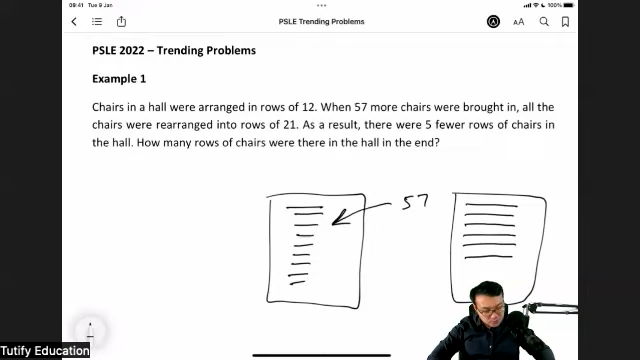 09:41 Tue 9 Jan
100%
PSLE Trending Problems
AA
PSLE 2022 – Trending Problems
Example 1
Chairs in a hall were arranged in rows of 12. When 57 more chairs were brought in, all the
chairs were rearranged into rows of 21. As a result, there were 5 fewer rows of chairs in
the hall. How many rows of chairs were there in the hall in the end?
57
Tutify Education